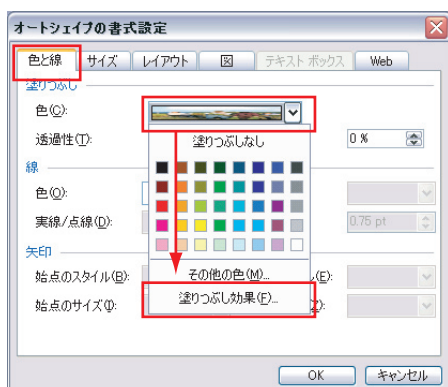 オートシェイプの書式設定
色と線 サイズ レイアウト 図 テキスト ボックス Web
塗りつぶし
色(C):
透過性(T): 0 %
塗りつぶしなし
線
色(O):
実線/点線(D): 0.75 pt
矢印
その他の色(M)...
始点のスタイル(B): (E):
塗りつぶし効果(F)...
始点のサイズ(I): (Z):
OK キャンセル